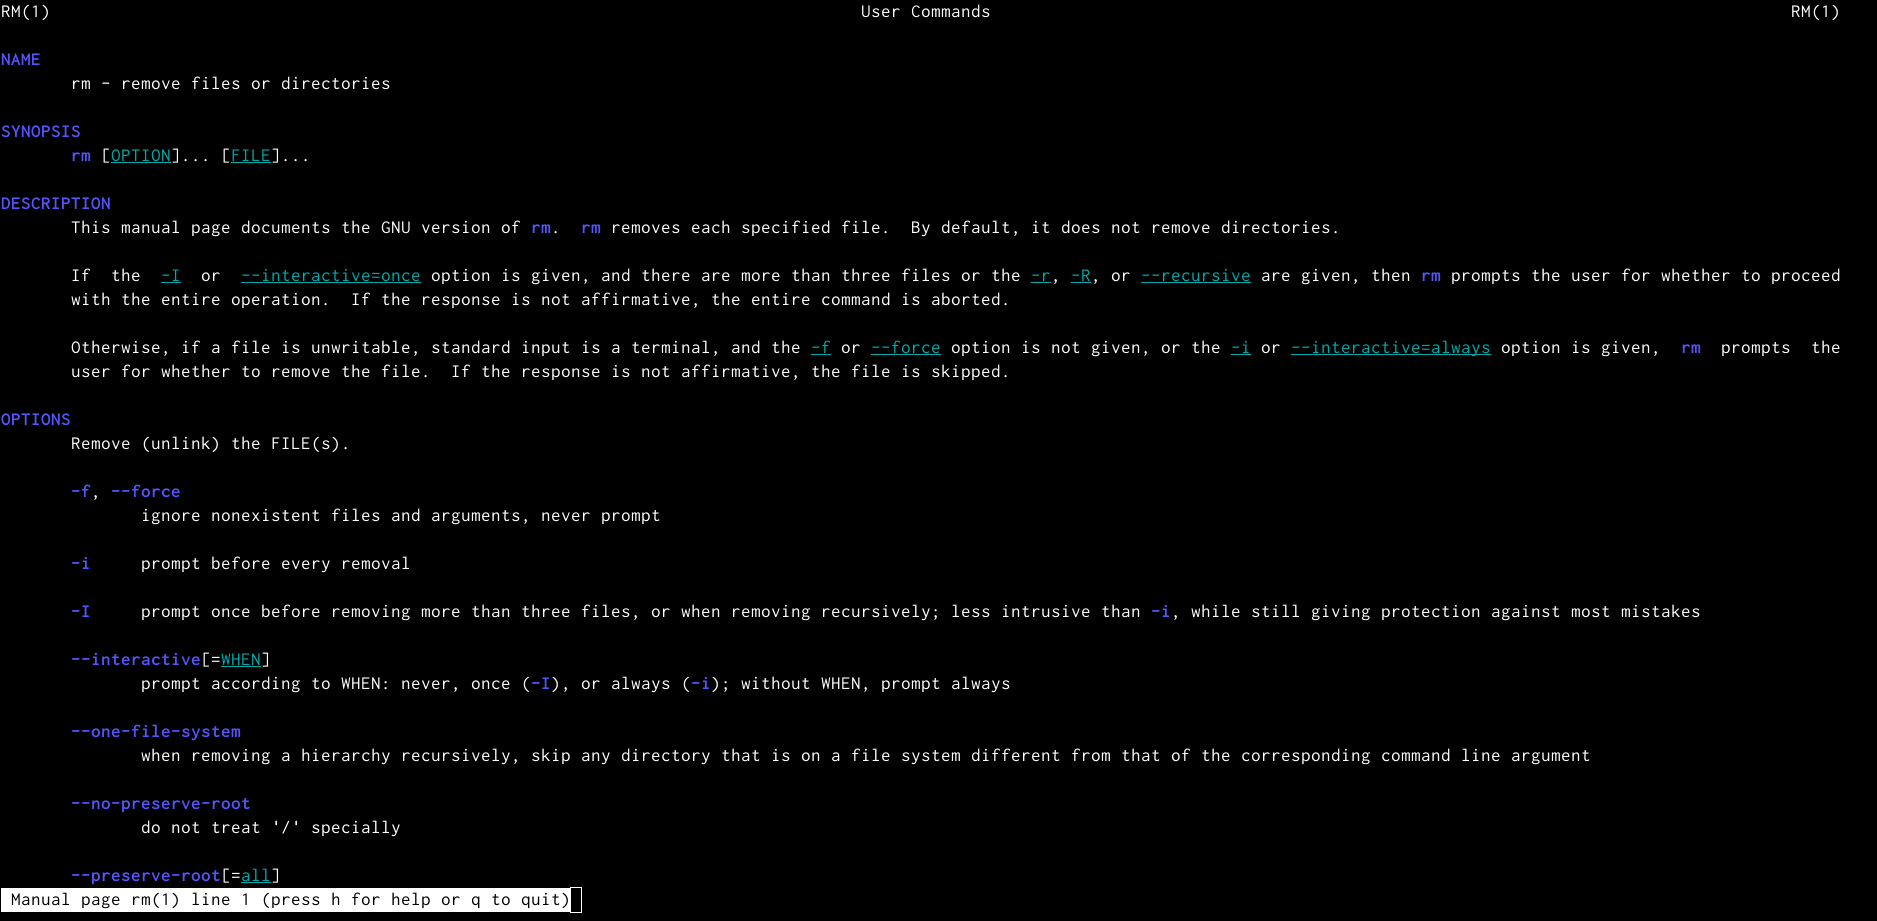 RM(1) User Commands RM(1)
NAME
rm - remove files or directories
SYNOPSIS
rm [OPTION]... [FILE]...
DESCRIPTION
This manual page documents the GNU version of rm.  rm removes each specified file.  By default, it does not remove directories.
If  the  -I  or  --interactive=once option is given, and there are more than three files or the -r, -R, or --recursive are given, then rm prompts the user for whether to proceed
with the entire operation.  If the response is not affirmative, the entire command is aborted.
Otherwise, if a file is unwritable, standard input is a terminal, and the -f or --force option is not given, or the -i or --interactive=always option is given,  rm  prompts  the
user for whether to remove the file.  If the response is not affirmative, the file is skipped.
OPTIONS
Remove (unlink) the FILE(s).
-f, --force
ignore nonexistent files and arguments, never prompt
-i     prompt before every removal
-I     prompt once before removing more than three files, or when removing recursively; less intrusive than -i, while still giving protection against most mistakes
--interactive[=WHEN]
prompt according to WHEN: never, once (-I), or always (-i); without WHEN, prompt always
--one-file-system
when removing a hierarchy recursively, skip any directory that is on a file system different from that of the corresponding command line argument
--no-preserve-root
do not treat '/' specially
--preserve-root[=all]
Manual page rm(1) line 1 (press h for help or q to quit)